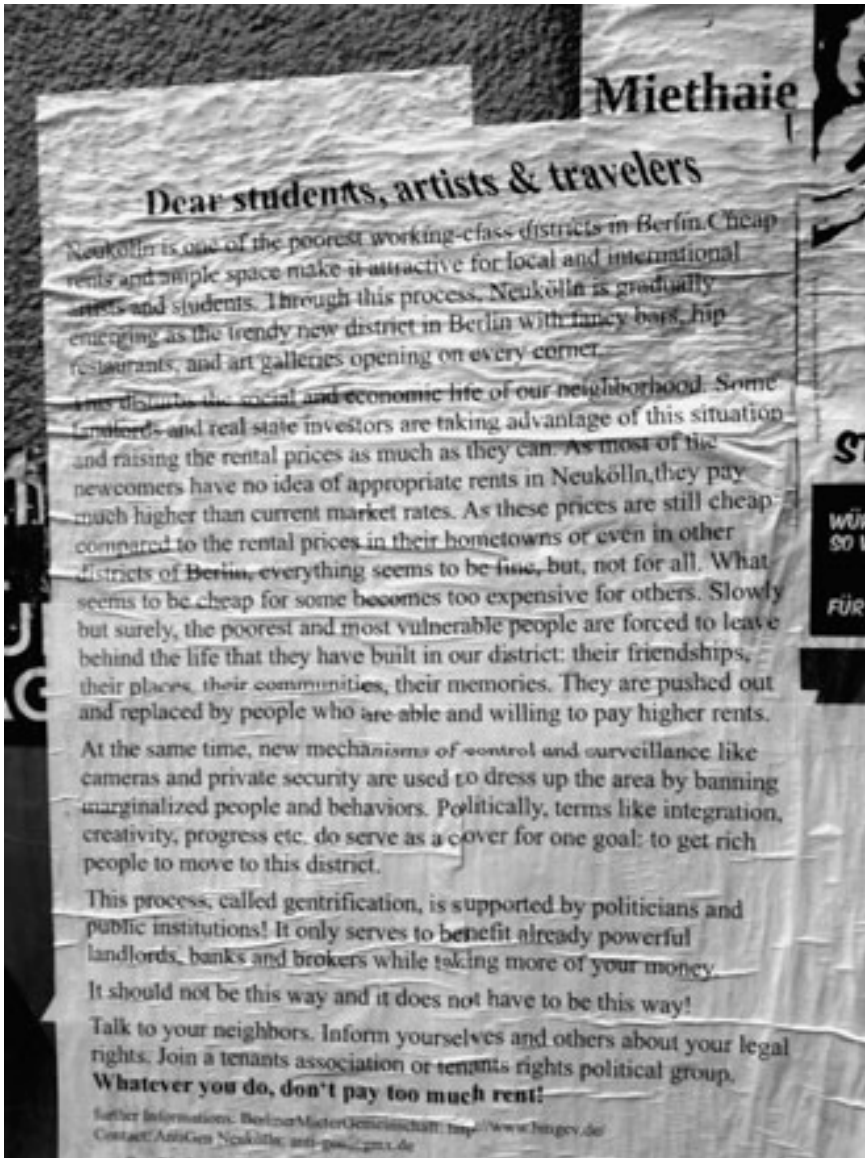 Miethaie
Dear students, artists & travelers
Neukölln is one of the poorest working-class districts in Berlin.Cheap
rents and ample space make it attractive for local and international
artists and students. Through this process, Neukölln is gradually
emerging as the trendy new district in Berlin with fancy bars, hip
restaurants, and art galleries opening on every corner.
This disturbs the social and economic life of our neighborhood. Some
landlords and real state investors are taking advantage of this situation
and raising the rental prices as much as they can. As most of the
newcomers have no idea of appropriate rents in Neukölln,they pay
much higher than current market rates. As these prices are still cheap
compared to the rental prices in their hometowns or even in other
districts of Berlin, everything seems to be fine, but, not for all. What
seems to be cheap for some becomes too expensive for others. Slowly
but surely, the poorest and most vulnerable people are forced to leave
behind the life that they have built in our district: their friendships,
their places, their communities, their memories. They are pushed out
and replaced by people who are able and willing to pay higher rents.
At the same time, new mechanisms of control and surveillance like
cameras and private security are used to dress up the area by banning
marginalized people and behaviors. Politically, terms like integration,
creativity, progress etc. do serve as a cover for one goal: to get rich
people to move to this district.
This process, called gentrification, is supported by politicians and
public institutions! It only serves to benefit already powerful
landlords, banks and brokers while taking more of your money.
It should not be this way and it does not have to be this way!
Talk to your neighbors. Inform yourselves and others about your legal
rights. Join a tenants association or tenants rights political group.
Whatever you do, don't pay too much rent!
further Informations: BerlinerMieterGemeinschaft: http://www.bmgev.de/
Contact: AntiGen Neukölln:
ST
WÜ
SO
FÜR